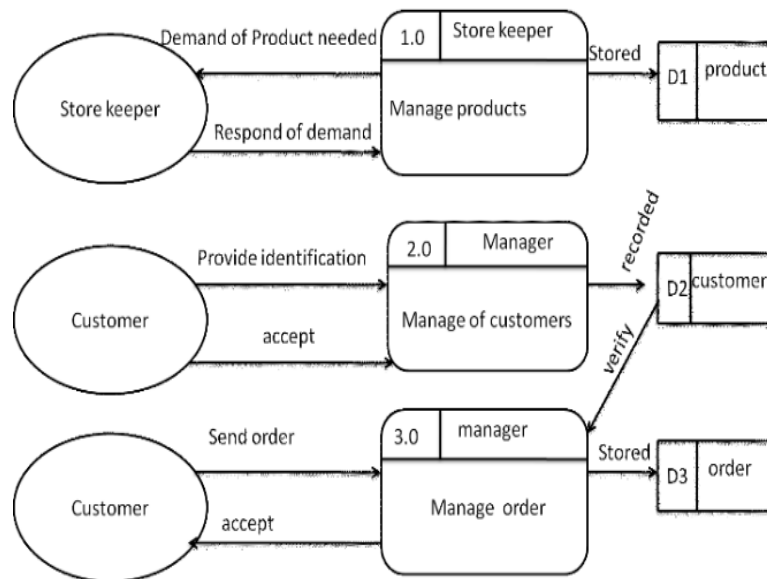 Demand of Product needed
1.0
Store keeper
Stored
D1
product
Store keeper
Manage products
Respond of demand
Provide identification
2.0
Manager
recorded
D2
customer
Customer
Manage of customers
accept
verify
Send order
3.0
manager
Stored
D3
order
Customer
Manage order
accept